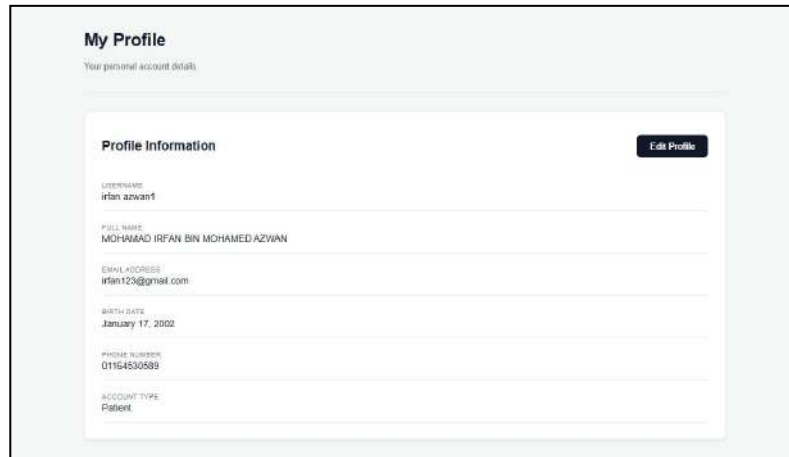 My Profile
Your personal account details.
Profile Information
Edit Profile
USERNAME
irfan azwan1
FULL NAME
MOHAMAD IRFAN BIN MOHAMED AZWAN
EMAIL ADDRESS
irfan123@gmail.com
BIRTH DATE
January 17, 2002
PHONE NUMBER
01164530589
ACCOUNT TYPE
Patient